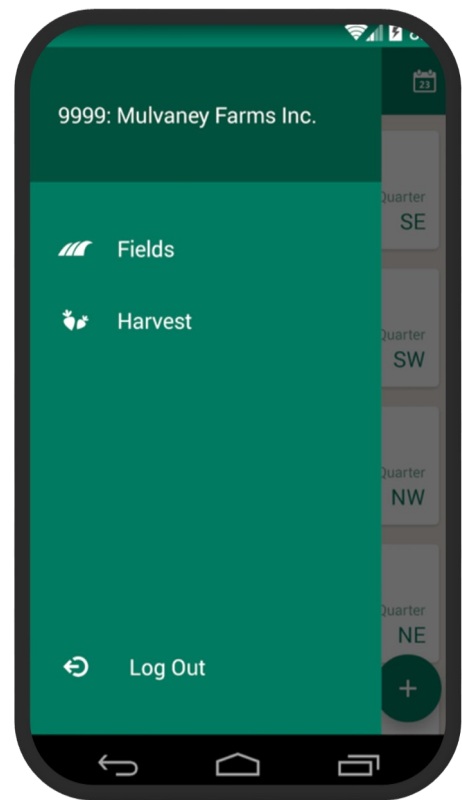 9999: Mulvaney Farms Inc.
23
Fields
Harvest
Quarter
SE
Quarter
SW
Quarter
NW
Quarter
NE
Log Out
+